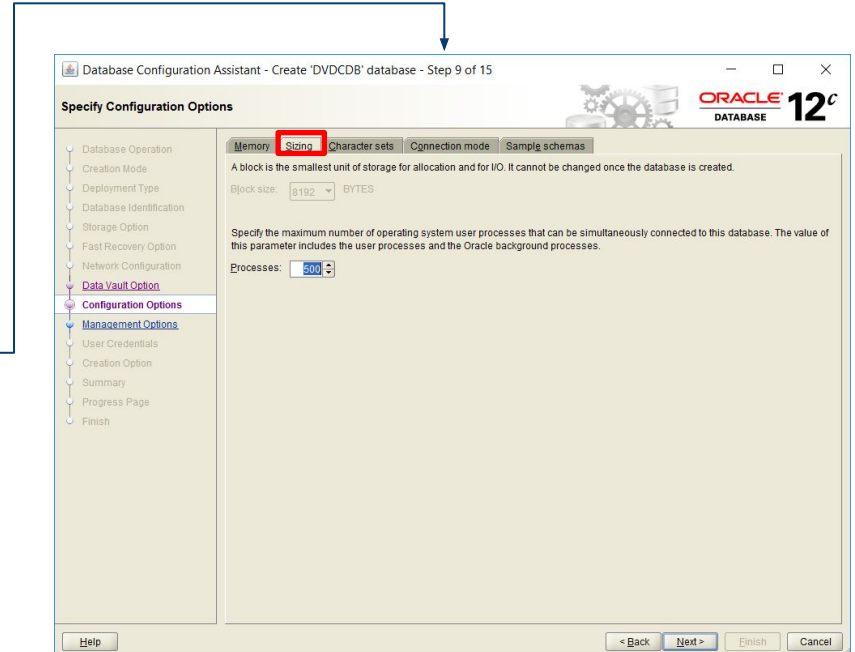 Database Configuration Assistant - Create 'DVDCDB' database - Step 9 of 15
Specify Configuration Options
ORACLE DATABASE 12c
Database Operation
Creation Mode
Deployment Type
Database Identification
Storage Option
Fast Recovery Option
Network Configuration
Data Vault Option
Configuration Options
Management Options
User Credentials
Creation Option
Summary
Progress Page
Finish
Memory Sizing Character sets Connection mode Sample schemas
A block is the smallest unit of storage for allocation and for I/O. It cannot be changed once the database is created.
Block size: 8192 BYTES
Specify the maximum number of operating system user processes that can be simultaneously connected to this database. The value of
this parameter includes the user processes and the Oracle background processes.
Processes: 500
Help < Back Next > Finish Cancel